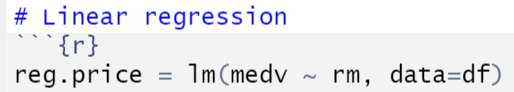 # Linear regression
```{r}
reg.price = lm(medv ~ rm, data=df)